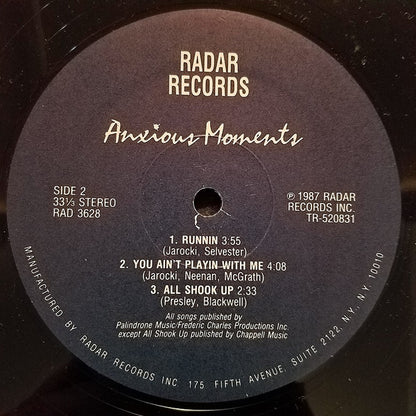 RADAR
RECORDS
Anxious Moments
SIDE 2
33⅓ STEREO
RAD 3628
℗ 1987 RADAR
RECORDS INC.
TR-520831
1. RUNNIN 3:55
(Jarocki, Selvester)
2. YOU AIN'T PLAYIN WITH ME 4:08
(Jarocki, Neenan, McGrath)
3. ALL SHOOK UP 2:33
(Presley, Blackwell)
All songs published by
Palindrone Music/Frederic Charles Productions Inc.
except All Shook Up published by Chappell Music
MANUFACTURED BY RADAR RECORDS INC. 175 FIFTH AVENUE, SUITE 2122, N.Y., N.Y. 10010